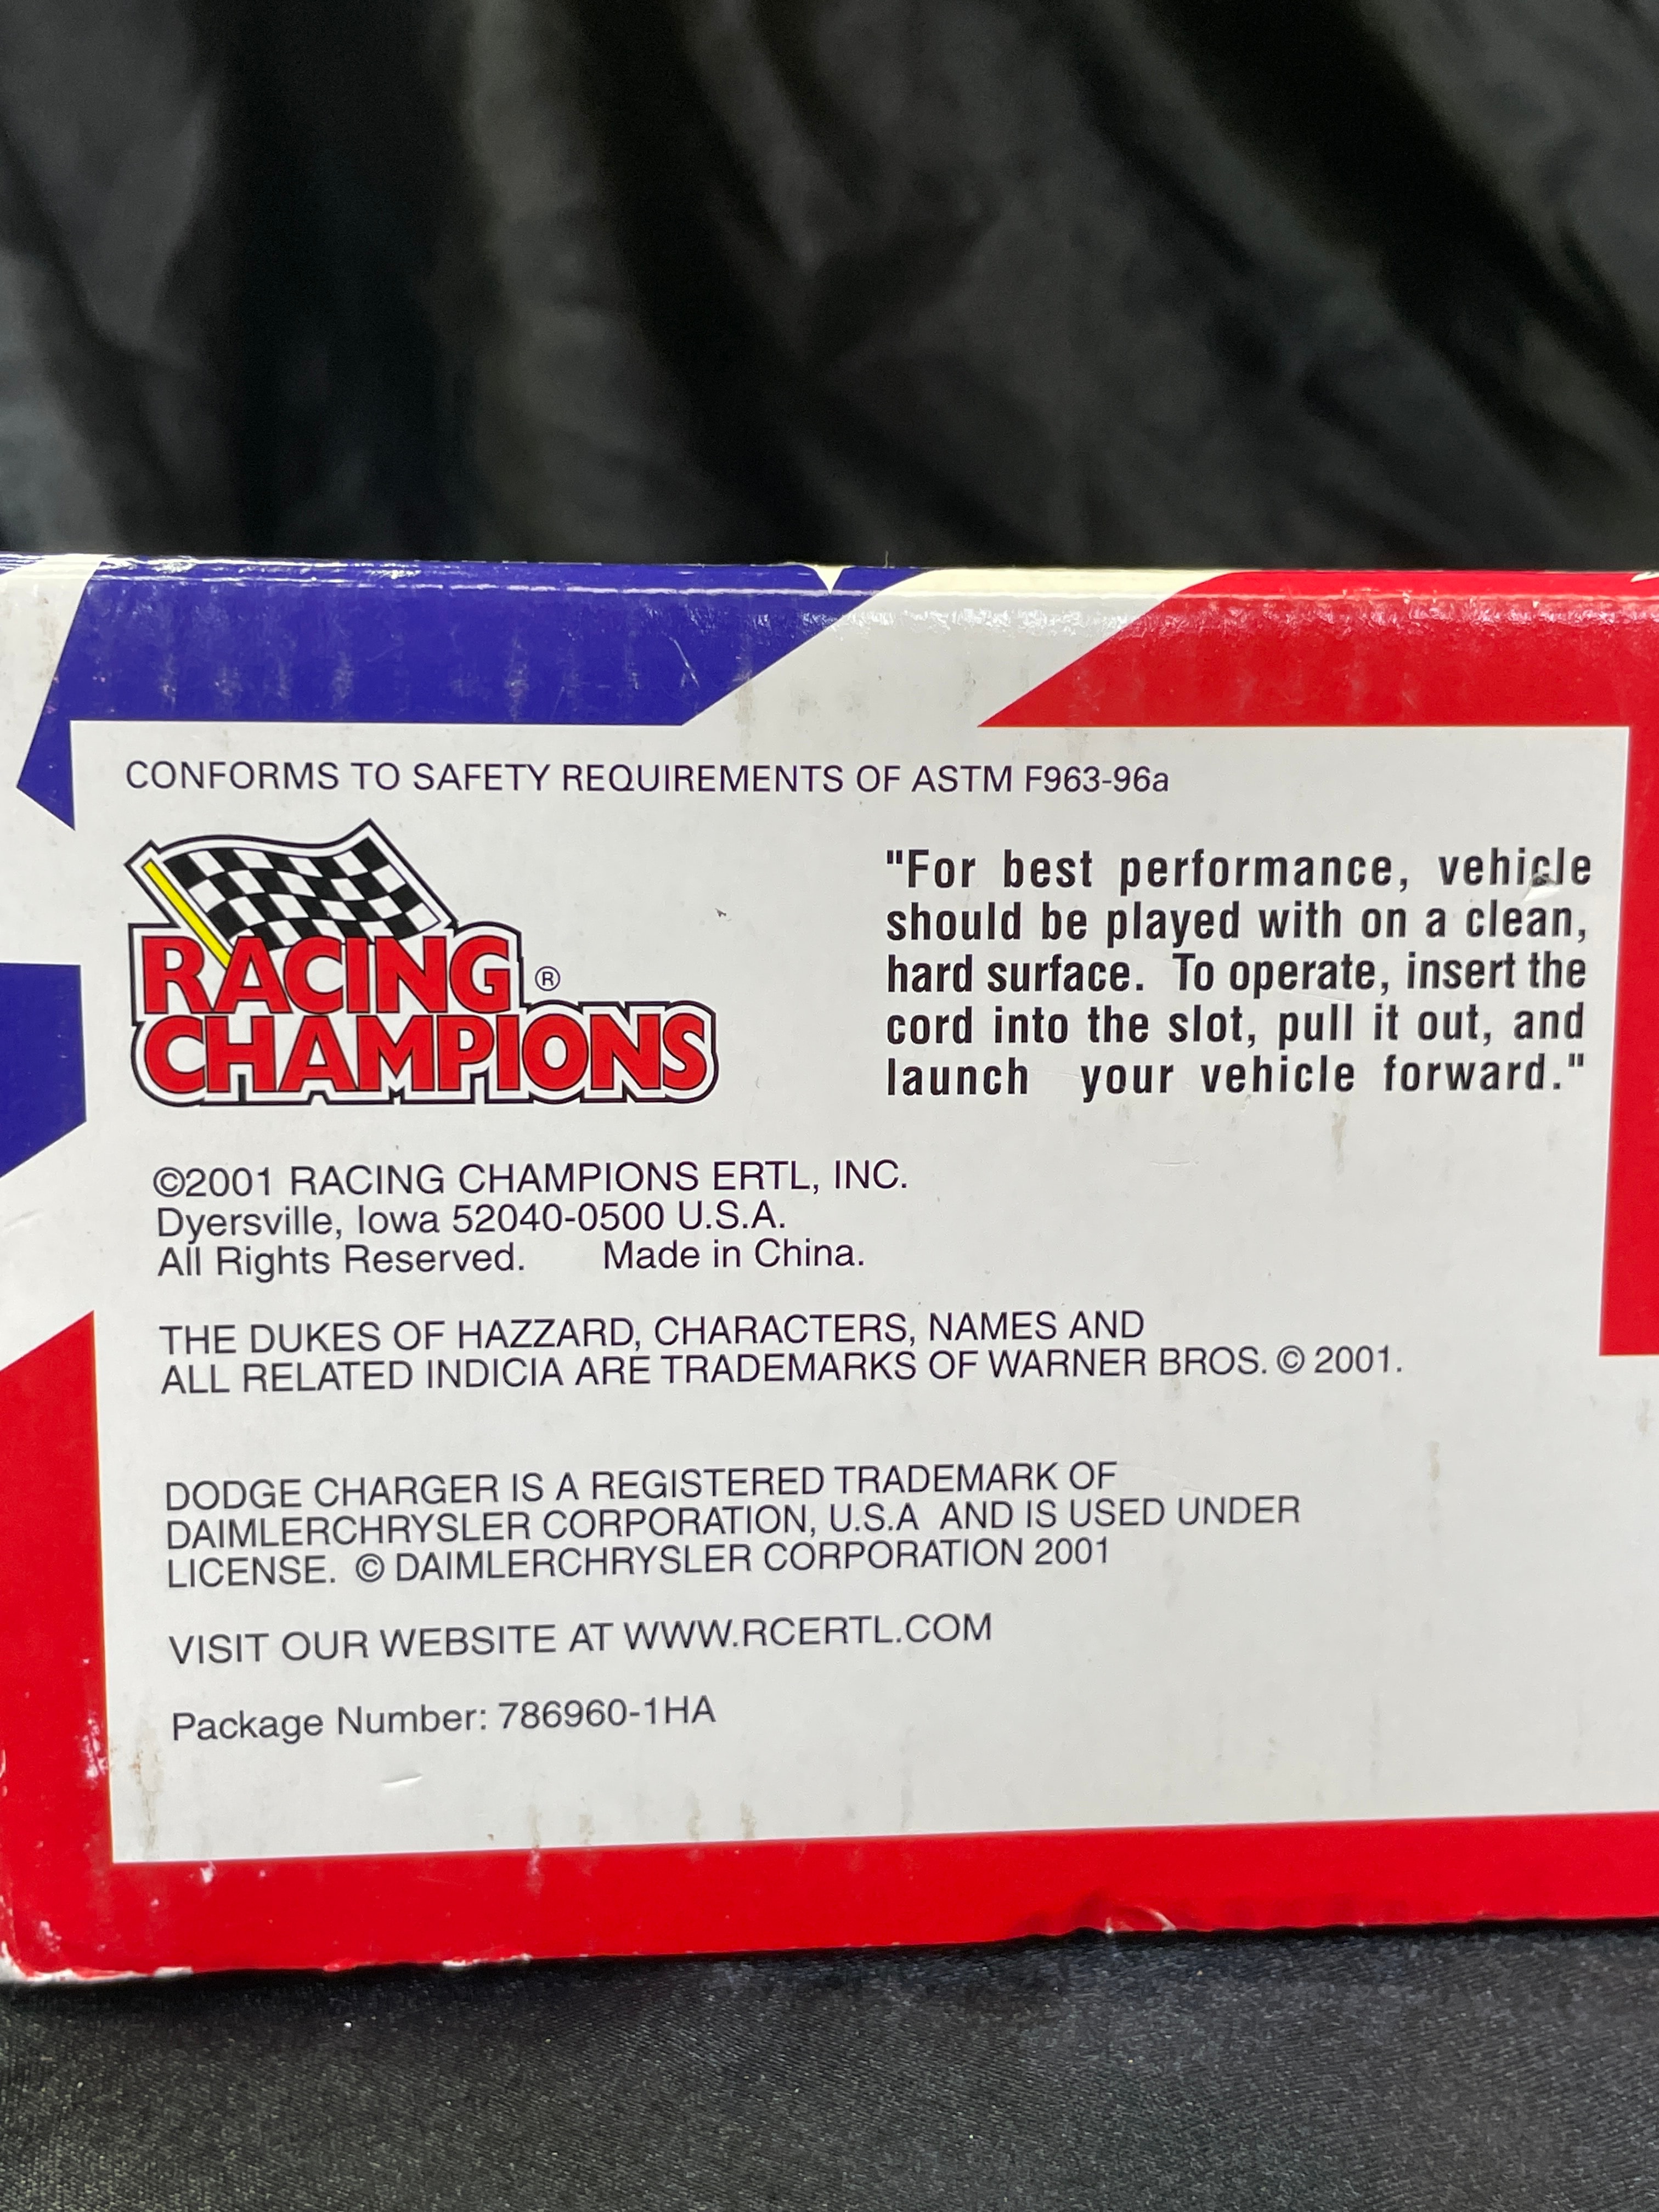 CONFORMS TO SAFETY REQUIREMENTS OF ASTM F963-96a
RACING
CHAMPIONS
®
"For best performance, vehicle
should be played with on a clean,
hard surface. To operate, insert the
cord into the slot, pull it out, and
launch your vehicle forward."
©2001 RACING CHAMPIONS ERTL, INC.
Dyersville, Iowa 52040-0500 U.S.A.
All Rights Reserved. Made in China.
THE DUKES OF HAZZARD, CHARACTERS, NAMES AND
ALL RELATED INDICIA ARE TRADEMARKS OF WARNER BROS. © 2001.
DODGE CHARGER IS A REGISTERED TRADEMARK OF
DAIMLERCHRYSLER CORPORATION, U.S.A AND IS USED UNDER
LICENSE. © DAIMLERCHRYSLER CORPORATION 2001
VISIT OUR WEBSITE AT WWW.RCERTL.COM
Package Number: 786960-1HA